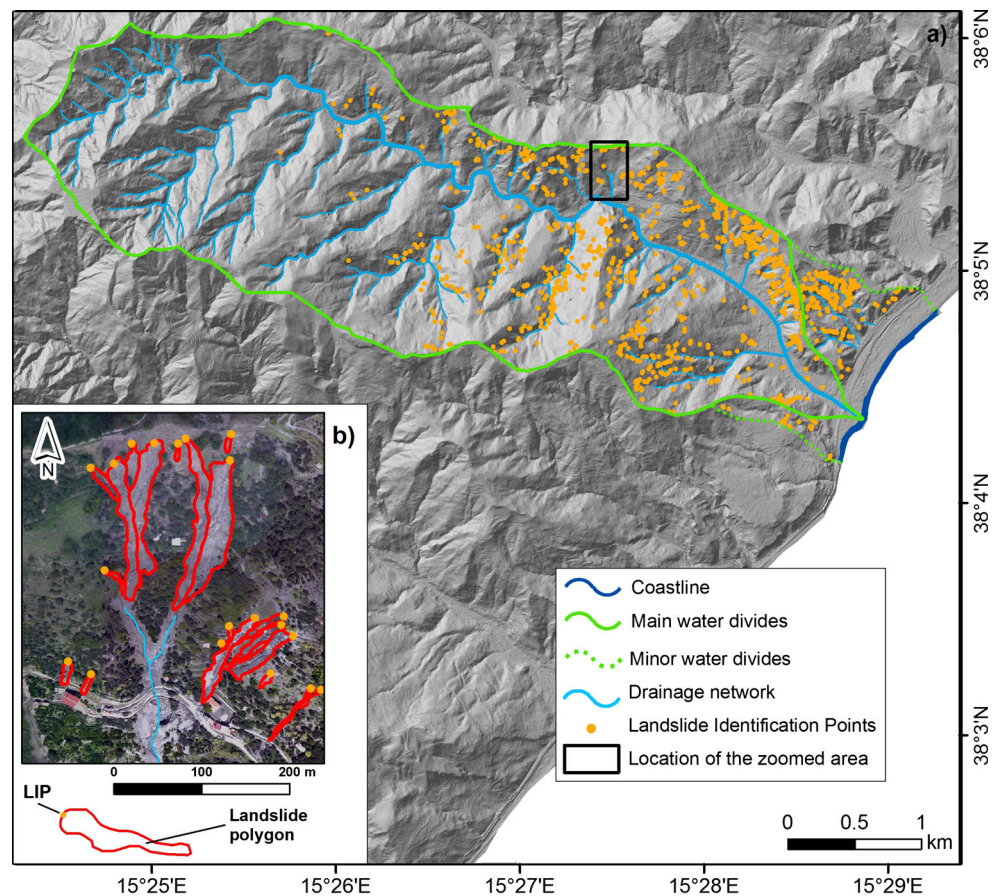 a)
38°6'N
38°5'N
38°4'N
38°3'N
b)
N
0 100 200 m
LIP
Landslide
polygon
Coastline
Main water divides
Minor water divides
Drainage network
Landslide Identification Points
Location of the zoomed area
0 0.5 1
km
15°25'E 15°26'E 15°27'E 15°28'E 15°29'E